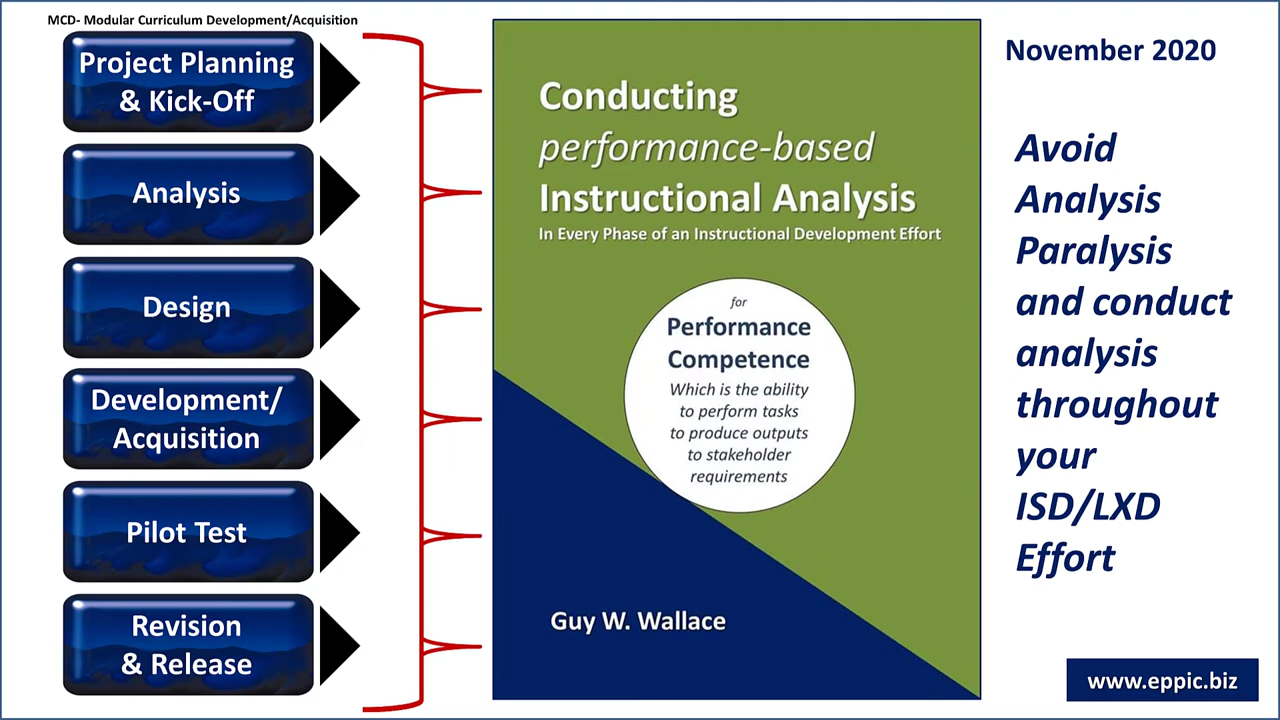 MCD- Modular Curriculum Development/Acquisition
Project Planning
& Kick-Off
Analysis
Design
Development/
Acquisition
Pilot Test
Revision
& Release
Conducting
performance-based
Instructional Analysis
In Every Phase of an Instructional Development Effort
for
Performance
Competence
Which is the ability
to perform tasks
to produce outputs
to stakeholder
requirements
Guy W. Wallace
November 2020
Avoid
Analysis
Paralysis
and conduct
analysis
throughout
your
ISD/LXD
Effort
www.eppic.biz